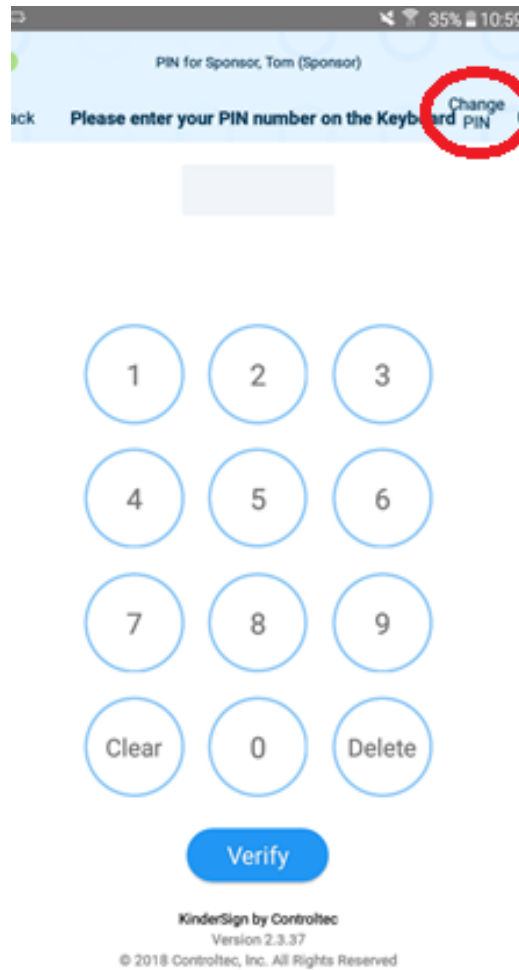 35% 10:59
PIN for Sponsor, Tom (Sponsor)
ack Please enter your PIN number on the Keyboard Change PIN
1 2 3
4 5 6
7 8 9
Clear 0 Delete
Verify
KinderSign by Controltec
Version 2.3.37
© 2018 Controltec, Inc. All Rights Reserved